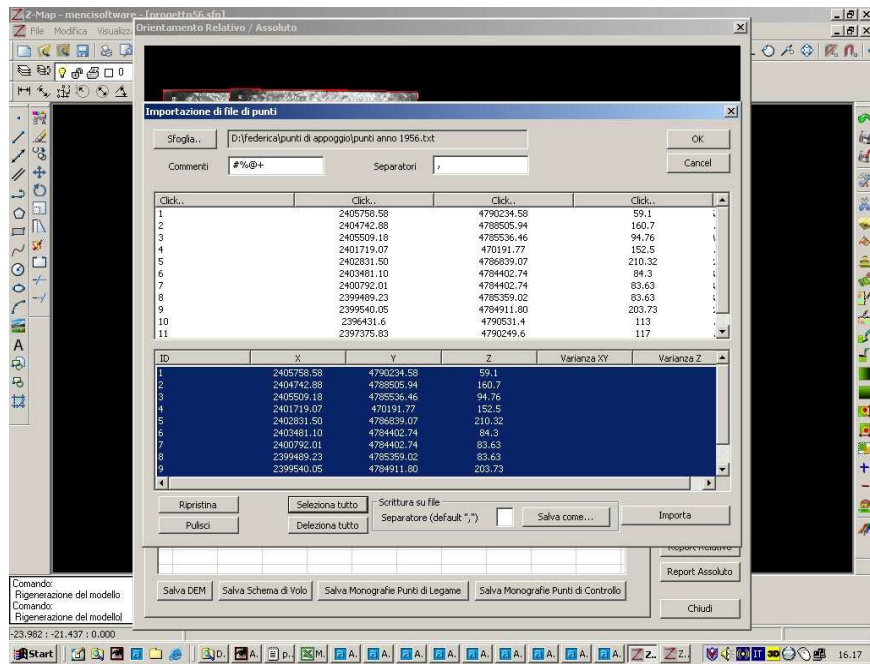 Z-Map - mencisoftware - [progetto56.sfn]
File Modifica Visualizz
Orientamento Relativo / Assoluto
0
Importazione di file di punti
Sfoglia.. D:\federica\punti di appoggio\punti anno 1956.txt OK
Commenti #%@+ Separatori , Cancel
Click.. Click.. Click.. Click..
1 2405758.58 4790234.58 59.1
2 2404742.88 4788505.94 160.7
3 2405509.18 4785536.46 94.76
4 2401719.07 470191.77 152.5
5 2402831.50 4786839.07 210.32
6 2403481.10 4784402.74 84.3
7 2400792.01 4784402.74 83.63
8 2399489.23 4785359.02 83.63
9 2399540.05 4784911.80 203.73
10 2396431.6 4790531.4 113
11 2397375.83 4790249.6 117
ID X Y Z Varianza XY Varianza Z
1 2405758.58 4790234.58 59.1
2 2404742.88 4788505.94 160.7
3 2405509.18 4785536.46 94.76
4 2401719.07 470191.77 152.5
5 2402831.50 4786839.07 210.32
6 2403481.10 4784402.74 84.3
7 2400792.01 4784402.74 83.63
8 2399489.23 4785359.02 83.63
9 2399540.05 4784911.80 203.73
Ripristina Seleziona tutto Scrittura su file
Pulisci Deleziona tutto Separatore (default ",") Salva come... Importa
Report Relativo
Report Assoluto
Salva DEM Salva Schema di Volo Salva Monografie Punti di Legame Salva Monografie Punti di Controllo
Chiudi
Comando:
Rigenerazione del modello
Comando:
Rigenerazione del modello
-23.982 : -21.437 : 0.000
Start D. A. p.. M. A. A. A. A. A. A. A. A. A. Z.. Z.. IT 3D 16.17